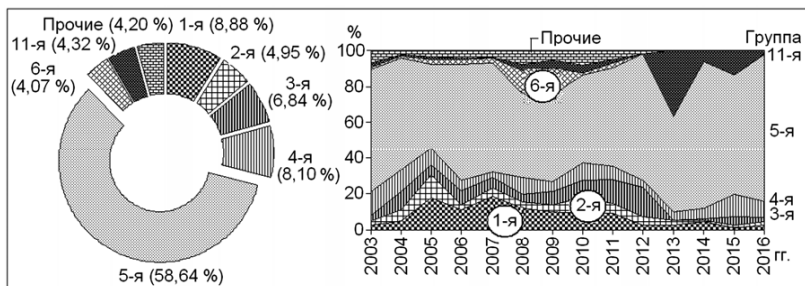 Прочие (4,20 %)
1-я (8,88 %)
11-я (4,32 %)
2-я (4,95 %)
6-я
(4,07 %)
3-я
(6,84 %)
4-я
(8,10 %)
5-я (58,64 %)
%
100
80
60
40
20
0
Прочие
Группа
11-я
6-я
5-я
4-я
3-я
2-я
1-я
2003
2004
2005
2006
2007
2008
2009
2010
2011
2012
2013
2014
2015
2016
гг.